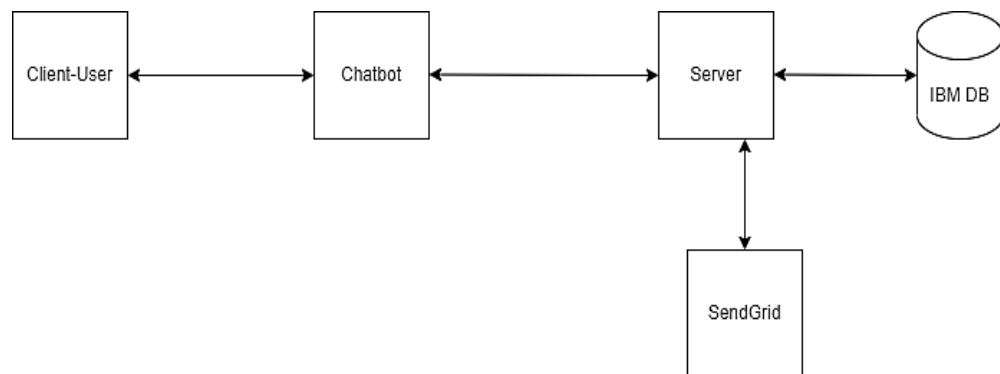 Client-User
Chatbot
Server
IBM DB
SendGrid